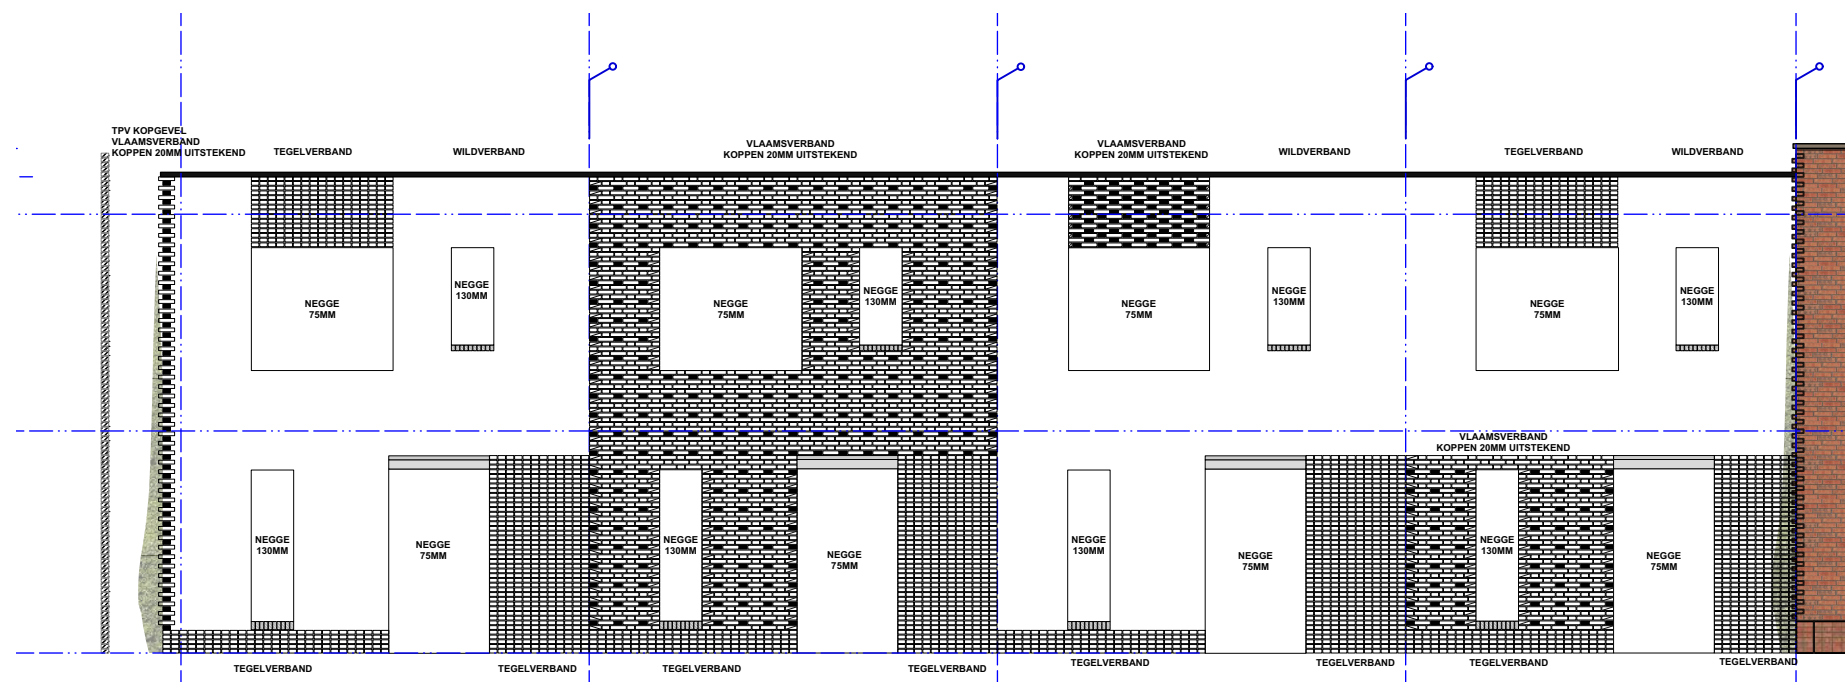 TPV KOPGEVEL
VLAAMSVERBAND
KOPPEN 20MM UITSTEKEND
TEGELVERBAND
WILDVERBAND
VLAAMSVERBAND
KOPPEN 20MM UITSTEKEND
VLAAMSVERBAND
KOPPEN 20MM UITSTEKEND
WILDVERBAND
TEGELVERBAND
WILDVERBAND
NEGGE
75MM
NEGGE
130MM
NEGGE
75MM
NEGGE
130MM
NEGGE
75MM
NEGGE
130MM
NEGGE
75MM
NEGGE
130MM
VLAAMSVERBAND
KOPPEN 20MM UITSTEKEND
NEGGE
130MM
NEGGE
75MM
NEGGE
130MM
NEGGE
75MM
NEGGE
130MM
NEGGE
75MM
NEGGE
130MM
NEGGE
75MM
TEGELVERBAND
TEGELVERBAND
TEGELVERBAND
TEGELVERBAND
TEGELVERBAND
TEGELVERBAND
TEGELVERBAND
TEGELVERBAND